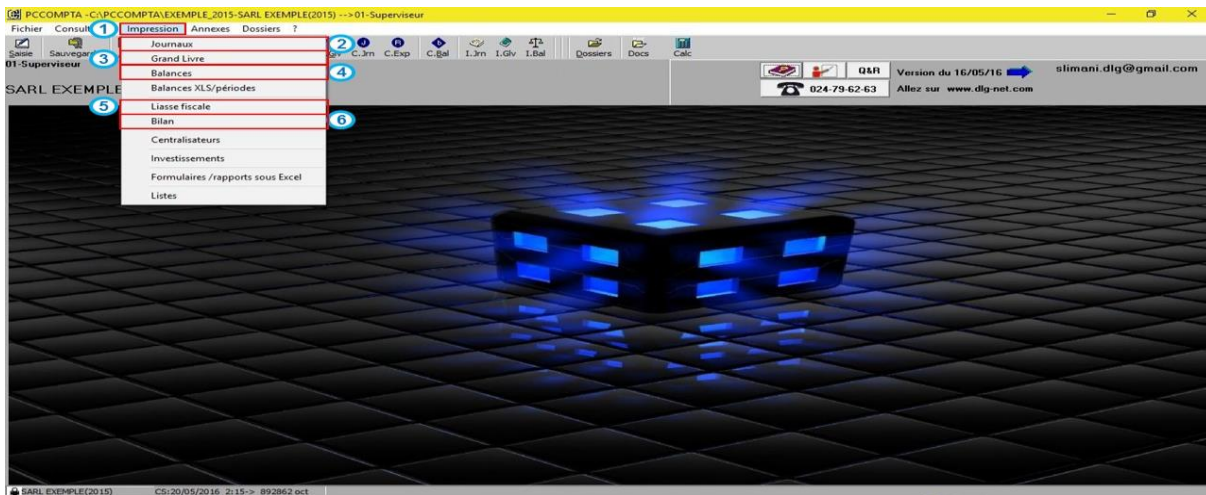 PCCOMPTA -C:\PCCOMPTA\EXEMPLE_2015-SARL EXEMPLE(2015) -->01-Superviseur
Fichier Consult 1 Impression Annexes Dossiers ?
Saisie Sauvegard C.Jrn C.Exp C.Bal I.Jrn I.Glv I.Bal Dossiers Docs Calc
01-Superviseur
SARL EXEMPLE
Journaux 2
3 Grand Livre
Balances 4
Balances XLS/périodes
5 Liasse fiscale
Bilan 6
Centralisateurs
Investissements
Formulaires /rapports sous Excel
Listes
Q&R Version du 16/05/16 slimani.dlg@gmail.com
024-79-62-63 Allez sur www.dlg-net.com
SARL EXEMPLE(2015) CS:20/05/2016 2:15-> 892862 oct